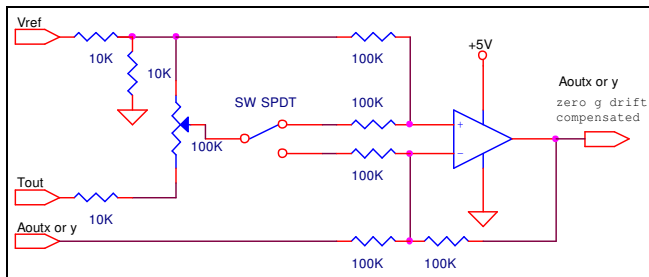 Vref
10K
10K
100K
+5V
Aoutx or y
zero g drift
compensated
SW SPDT
100K
100K
+
−
100K
Tout
10K
Aoutx or y
100K
100K